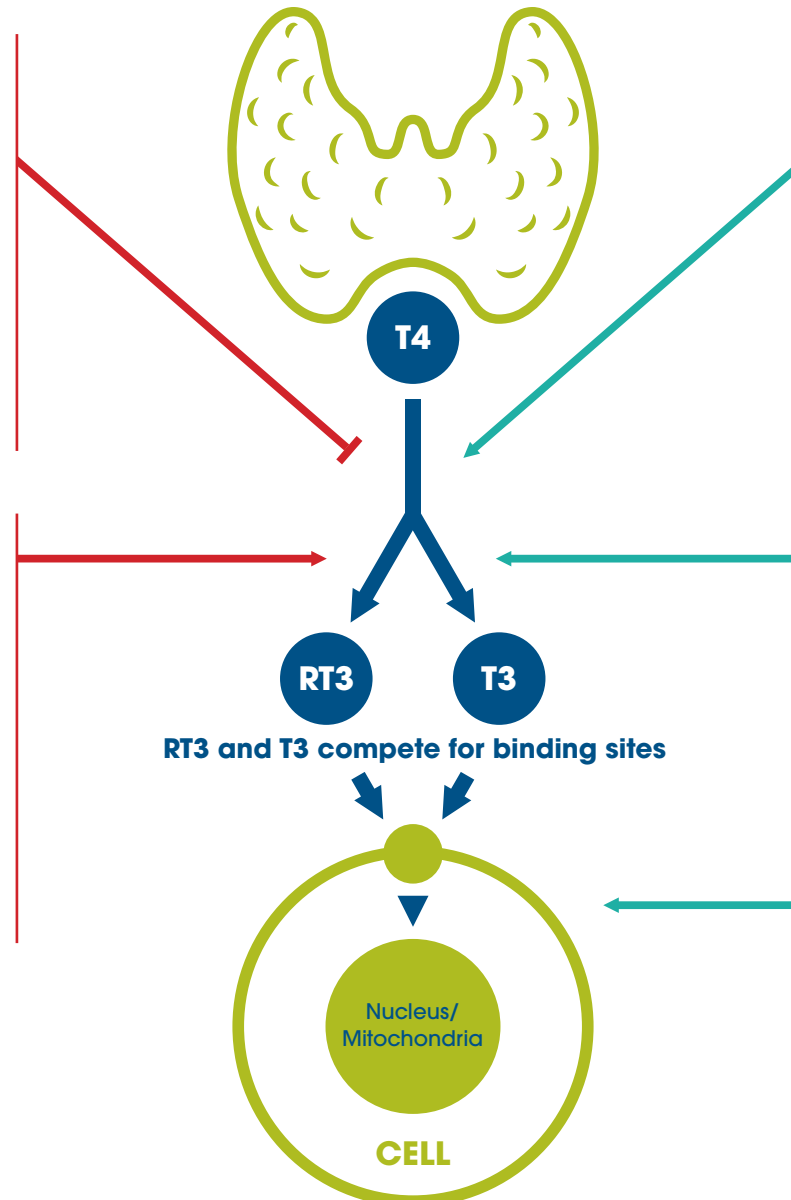 T4
RT3
T3
RT3 and T3 compete for binding sites
Nucleus/
Mitochondria
CELL